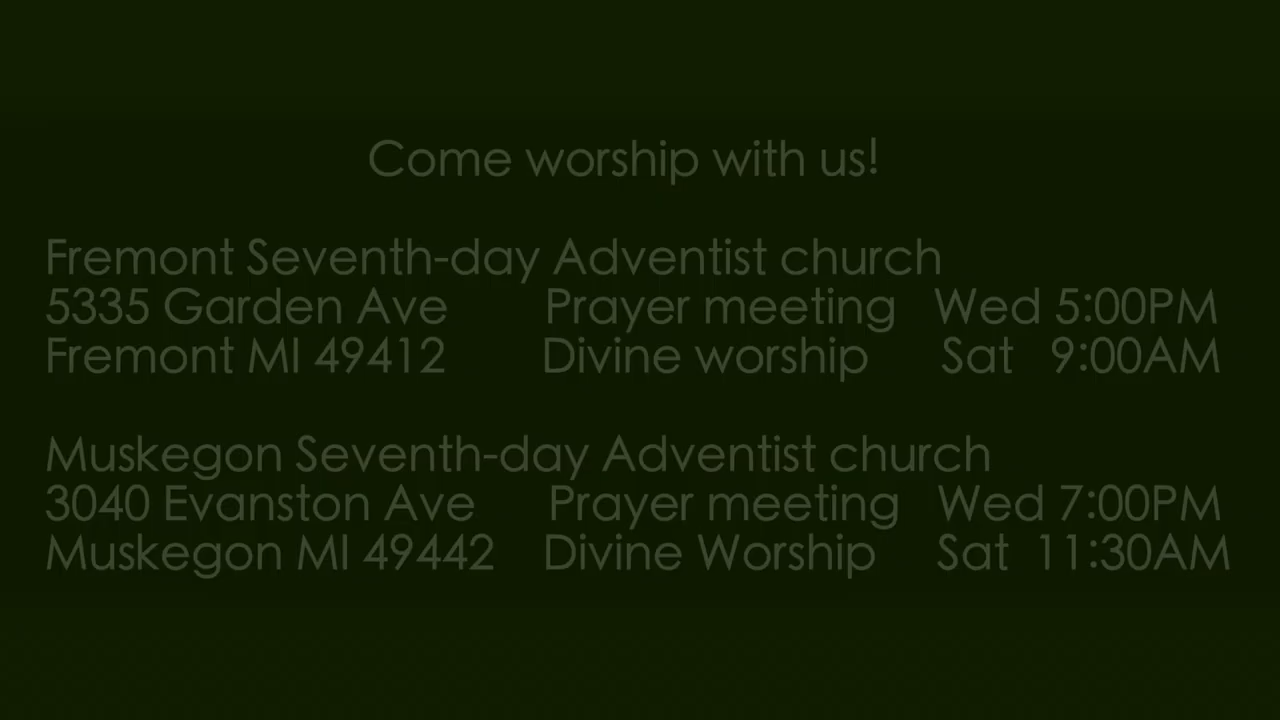 Come worship with us!
Fremont Seventh-day Adventist church
5335 Garden Ave Prayer meeting Wed 5:00PM
Fremont MI 49412 Divine worship Sat 9:00AM
Muskegon Seventh-day Adventist church
3040 Evanston Ave Prayer meeting Wed 7:00PM
Muskegon MI 49442 Divine Worship Sat 11:30AM